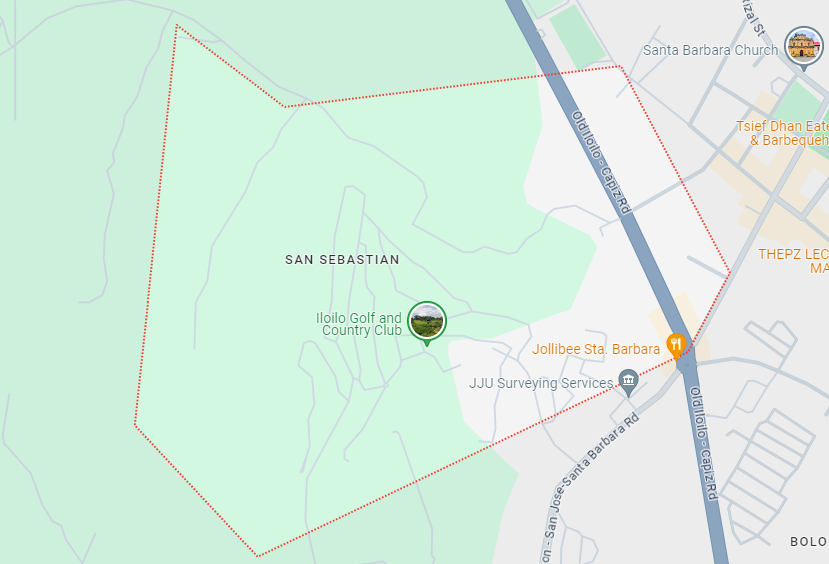 Rizal St
Santa Barbara Church
Tsief Dhan Eate
& Barbequeh
Old Iloilo - Capiz Rd
SAN SEBASTIAN
THEPZ LEC
MA
Iloilo Golf and
Country Club
Jollibee Sta. Barbara
JJU Surveying Services
Old Iloilo - Capiz Rd
on - San Jose-Santa Barbara Rd
BOLO